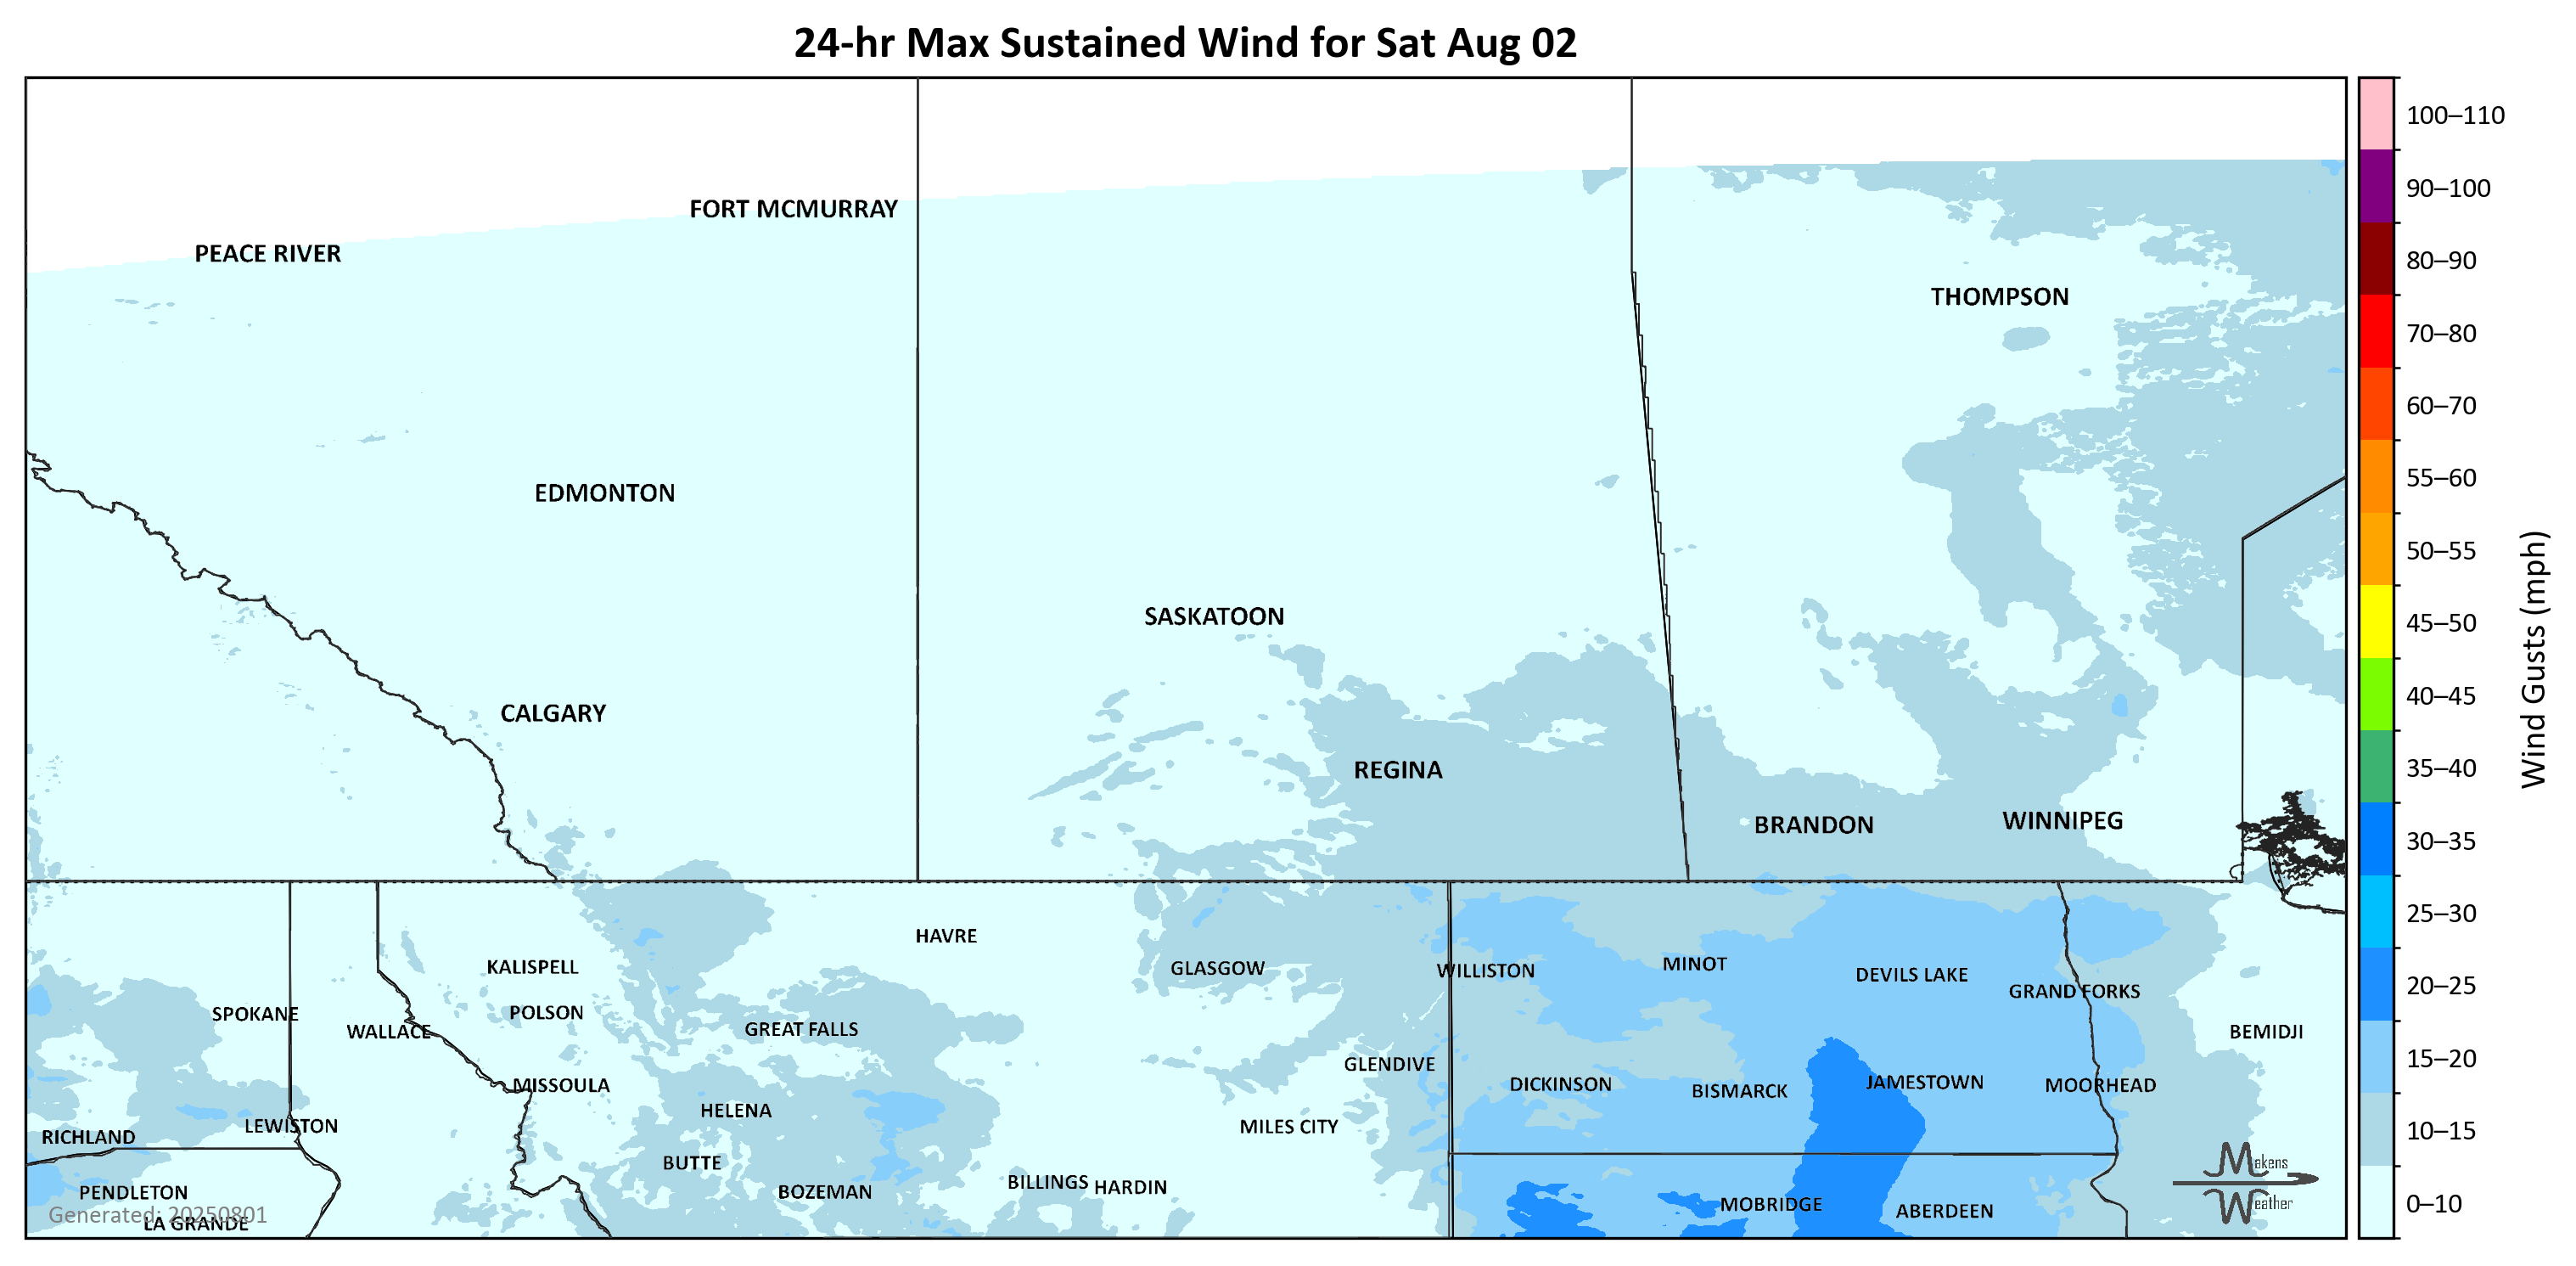 24-hr Max Sustained Wind for Sat Aug 02
100–110
90–100
80–90
70–80
60–70
55–60
50–55
45–50
40–45
35–40
30–35
25–30
20–25
15–20
10–15
0–10
Wind Gusts (mph)
FORT MCMURRAY
PEACE RIVER
THOMPSON
EDMONTON
SASKATOON
CALGARY
REGINA
BRANDON
WINNIPEG
HAVRE
KALISPELL
GLASGOW
WILLISTON
MINOT
DEVILS LAKE
GRAND FORKS
SPOKANE
POLSON
WALLACE
GREAT FALLS
BEMIDJI
GLENDIVE
MISSOULA
DICKINSON
BISMARCK
JAMESTOWN
MOORHEAD
HELENA
LEWISTON
MILES CITY
RICHLAND
BUTTE
PENDLETON
BOZEMAN
BILLINGS
HARDIN
MOBRIDGE
ABERDEEN
LA GRANDE
Generated: 20250801
Makens
Weather